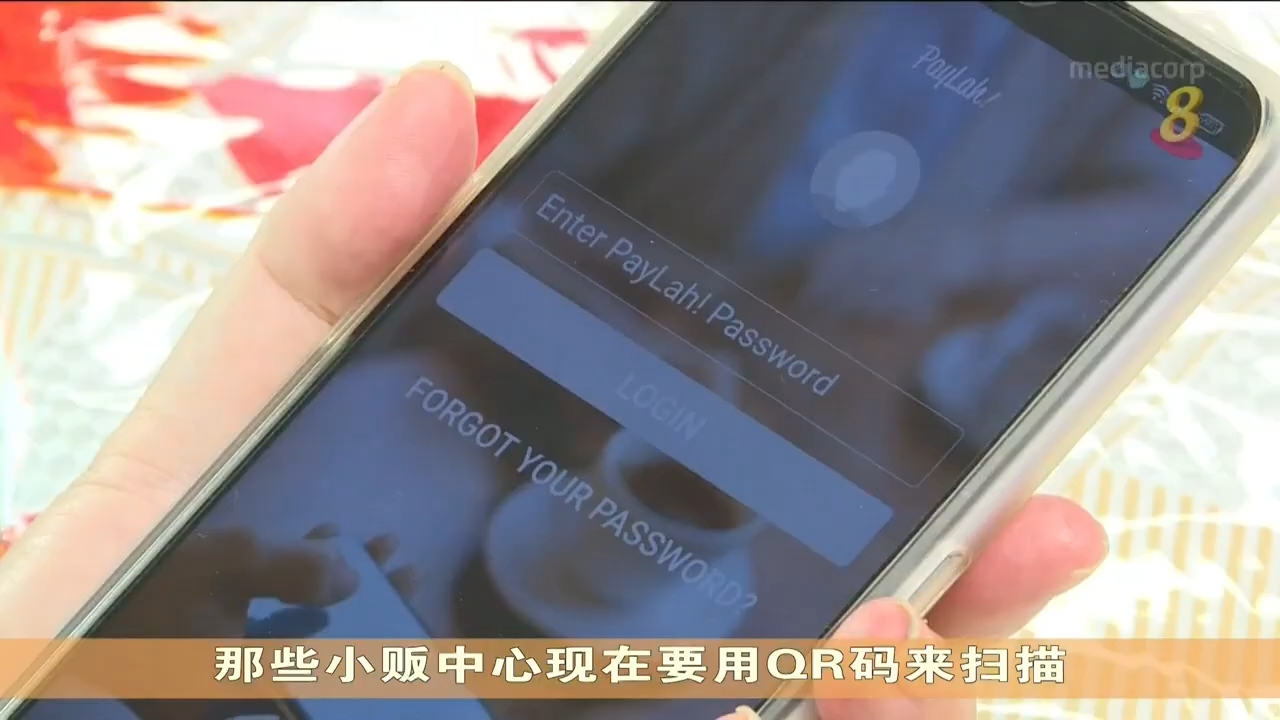 mediacorp
8
PayLah!
Enter PayLah! Password
LOGIN
FORGOT YOUR PASSWORD?
那些小贩中心现在要用QR码来扫描